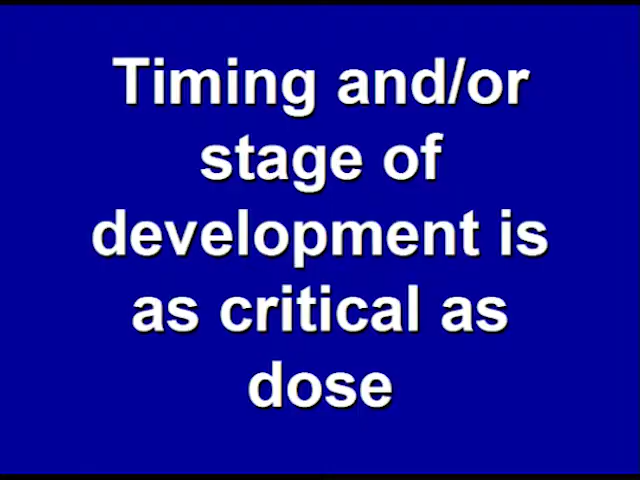 Timing and/or
stage of
development is
as critical as
dose